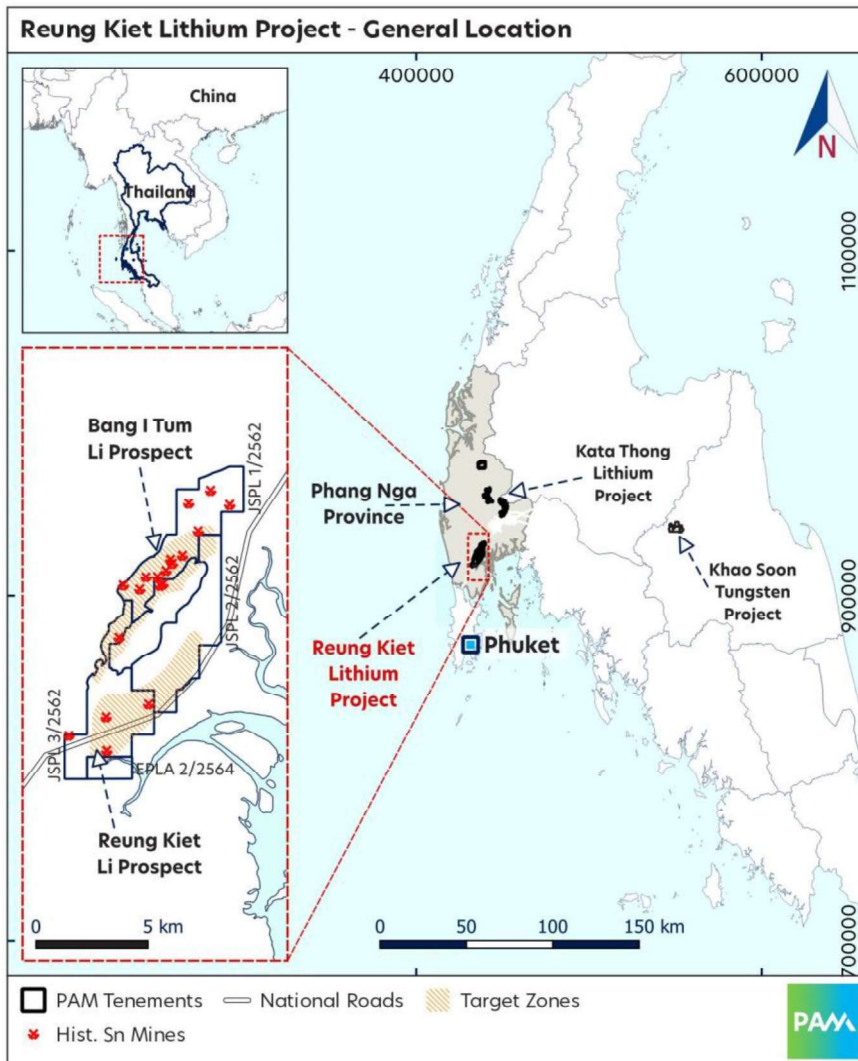 Reung Kiet Lithium Project - General Location
400000
600000
China
Thailand
N
1100000
Bang I Tum
Li Prospect
JSPL 1/2562
Phang Nga
Province
Kata Thong
Lithium
Project
Khao Soon
Tungsten
Project
JSPL 2/2562
900000
Reung Kiet
Lithium
Project
Phuket
JSPL 3/2562
EPLA 2/2564
Reung Kiet
Li Prospect
0
5 km
0
50
100
150 km
700000
PAM Tenements
National Roads
Target Zones
Hist. Sn Mines
PAM